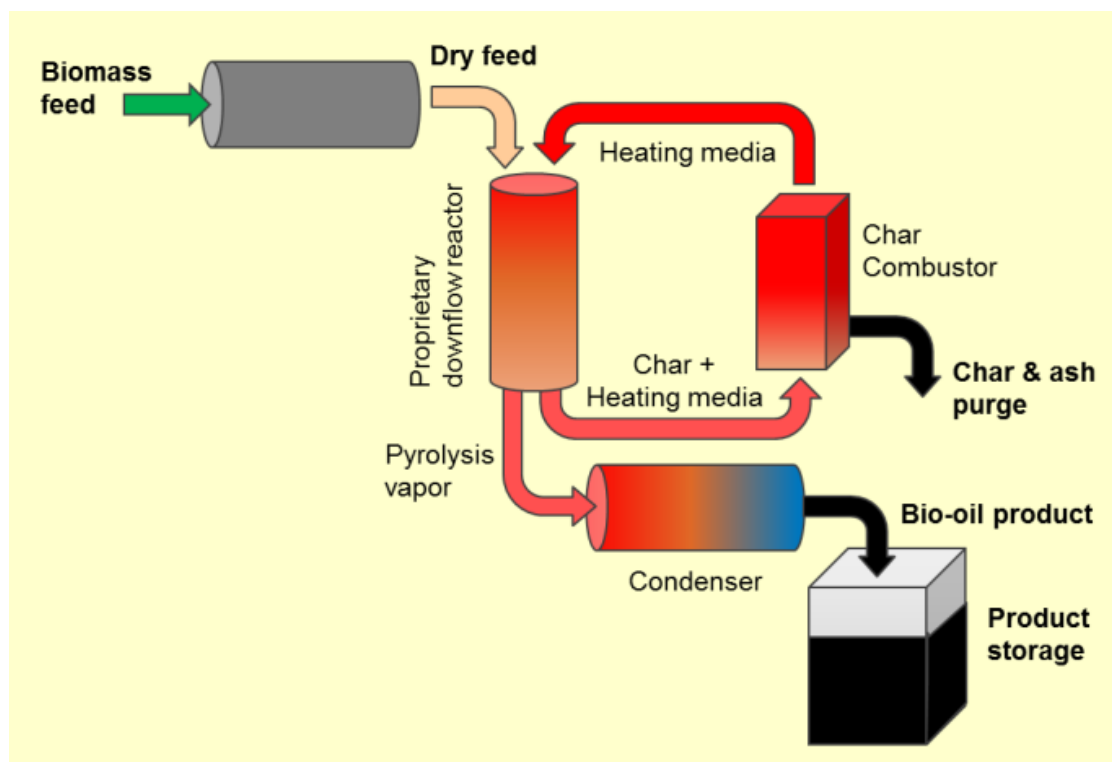 Biomass
feed
Dry feed
Heating media
Proprietary
downflow reactor
Char
Combustor
Char +
Heating media
Char & ash
purge
Pyrolysis
vapor
Bio-oil product
Condenser
Product
storage